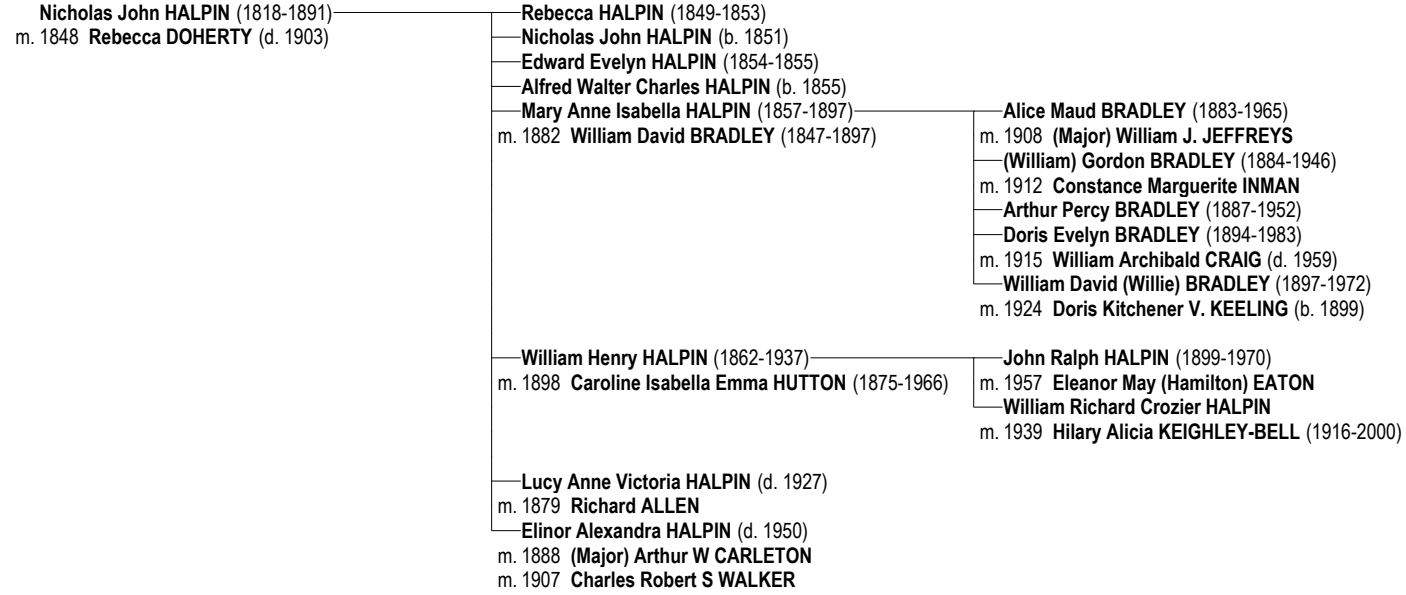 Nicholas John HALPIN (1818-1891)
m. 1848 Rebecca DOHERTY (d. 1903)
Rebecca HALPIN (1849-1853)
Nicholas John HALPIN (b. 1851)
Edward Evelyn HALPIN (1854-1855)
Alfred Walter Charles HALPIN (b. 1855)
Mary Anne Isabella HALPIN (1857-1897)
m. 1882 William David BRADLEY (1847-1897)
Alice Maud BRADLEY (1883-1965)
m. 1908 (Major) William J. JEFFREYS
(William) Gordon BRADLEY (1884-1946)
m. 1912 Constance Marguerite INMAN
Arthur Percy BRADLEY (1887-1952)
Doris Evelyn BRADLEY (1894-1983)
m. 1915 William Archibald CRAIG (d. 1959)
William David (Willie) BRADLEY (1897-1972)
m. 1924 Doris Kitchener V. KEELING (b. 1899)
William Henry HALPIN (1862-1937)
m. 1898 Caroline Isabella Emma HUTTON (1875-1966)
John Ralph HALPIN (1899-1970)
m. 1957 Eleanor May (Hamilton) EATON
William Richard Crozier HALPIN
m. 1939 Hilary Alicia KEIGHLEY-BELL (1916-2000)
Lucy Anne Victoria HALPIN (d. 1927)
m. 1879 Richard ALLEN
Elinor Alexandra HALPIN (d. 1950)
m. 1888 (Major) Arthur W CARLETON
m. 1907 Charles Robert S WALKER